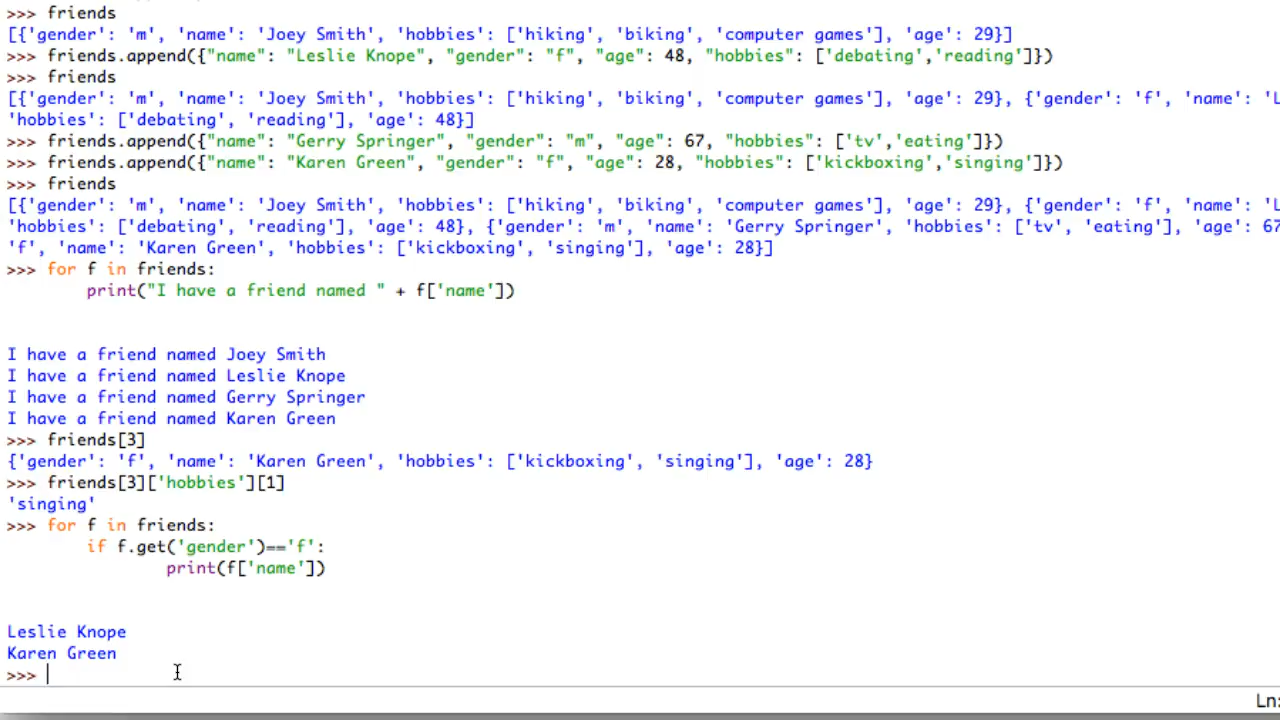 >>> friends
[{'gender': 'm', 'name': 'Joey Smith', 'hobbies': ['hiking', 'biking', 'computer games'], 'age': 29}]
>>> friends.append({"name": "Leslie Knope", "gender": "f", "age": 48, "hobbies": ['debating','reading']})
>>> friends
[{'gender': 'm', 'name': 'Joey Smith', 'hobbies': ['hiking', 'biking', 'computer games'], 'age': 29}, {'gender': 'f', 'name': 'L
'hobbies': ['debating', 'reading'], 'age': 48}]
>>> friends.append({"name": "Gerry Springer", "gender": "m", "age": 67, "hobbies": ['tv','eating']})
>>> friends.append({"name": "Karen Green", "gender": "f", "age": 28, "hobbies": ['kickboxing','singing']})
>>> friends
[{'gender': 'm', 'name': 'Joey Smith', 'hobbies': ['hiking', 'biking', 'computer games'], 'age': 29}, {'gender': 'f', 'name': 'L
'hobbies': ['debating', 'reading'], 'age': 48}, {'gender': 'm', 'name': 'Gerry Springer', 'hobbies': ['tv', 'eating'], 'age': 67
'f', 'name': 'Karen Green', 'hobbies': ['kickboxing', 'singing'], 'age': 28}]
>>> for f in friends:
print("I have a friend named " + f['name'])
I have a friend named Joey Smith
I have a friend named Leslie Knope
I have a friend named Gerry Springer
I have a friend named Karen Green
>>> friends[3]
{'gender': 'f', 'name': 'Karen Green', 'hobbies': ['kickboxing', 'singing'], 'age': 28}
>>> friends[3]['hobbies'][1]
'singing'
>>> for f in friends:
if f.get('gender')=='f':
print(f['name'])
Leslie Knope
Karen Green
>>>
Ln: